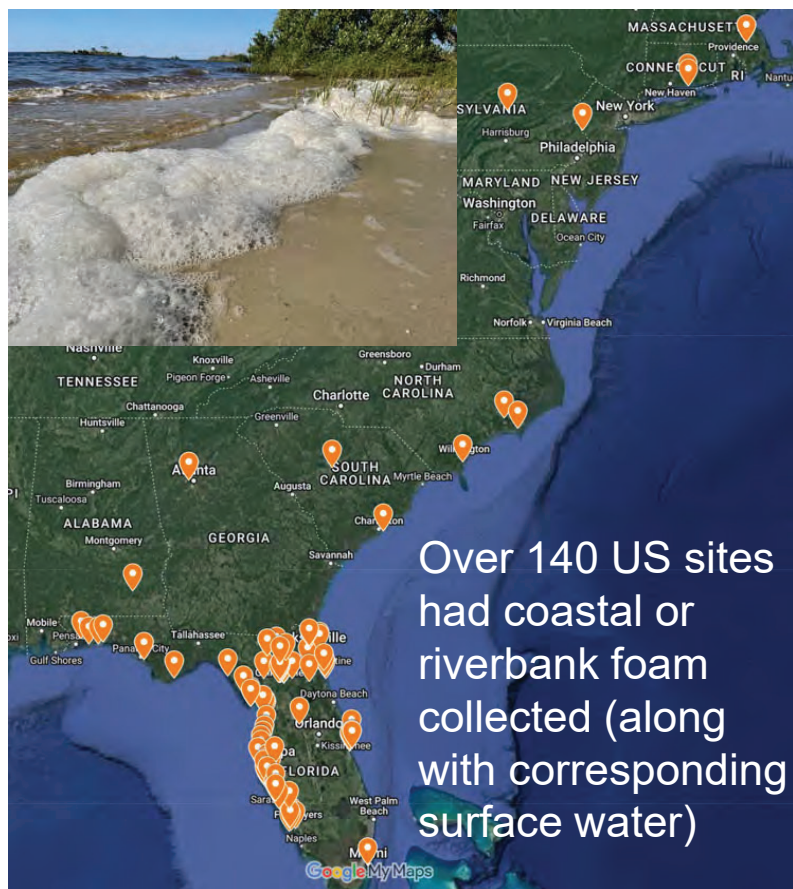 MASSACHUSET
Providence
CONNECTICUT
RI
Nantu
New Haven
SYLVANIA
New York
Harrisburg
Philadelphia
MARYLAND NEW JERSEY
Washington
Fairfax
DELAWARE
Ocean City
Richmond
Norfolk Virginia Beach
Nashville
Knoxville
Greensboro
Durham
TENNESSEE
Pigeon Forge
Asheville
NORTH
CAROLINA
Charlotte
Chattanooga
Greenville
Huntsville
Wilmington
Atlanta
SOUTH
CAROLINA
Myrtle Beach
Birmingham
Augusta
PI
Tuscaloosa
ALABAMA
Charleston
Montgomery
GEORGIA
Savannah
Over 140 US sites
had coastal or
riverbank foam
collected (along
with corresponding
surface water)
Mobile
Tallahassee
Gulf Shores
Panama City
Daytona Beach
Orlando
Kissimmee
FLORIDA
West Palm
Beach
Naples
Miami
Google My Maps